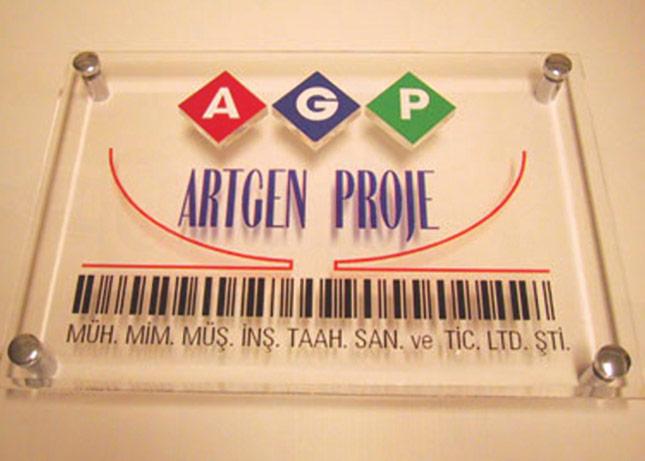 A G P
ARTGEN PROJE
MÜH. MİM. MÜŞ. İNŞ. TAAH. SAN. ve TİC. LTD. ŞTİ.